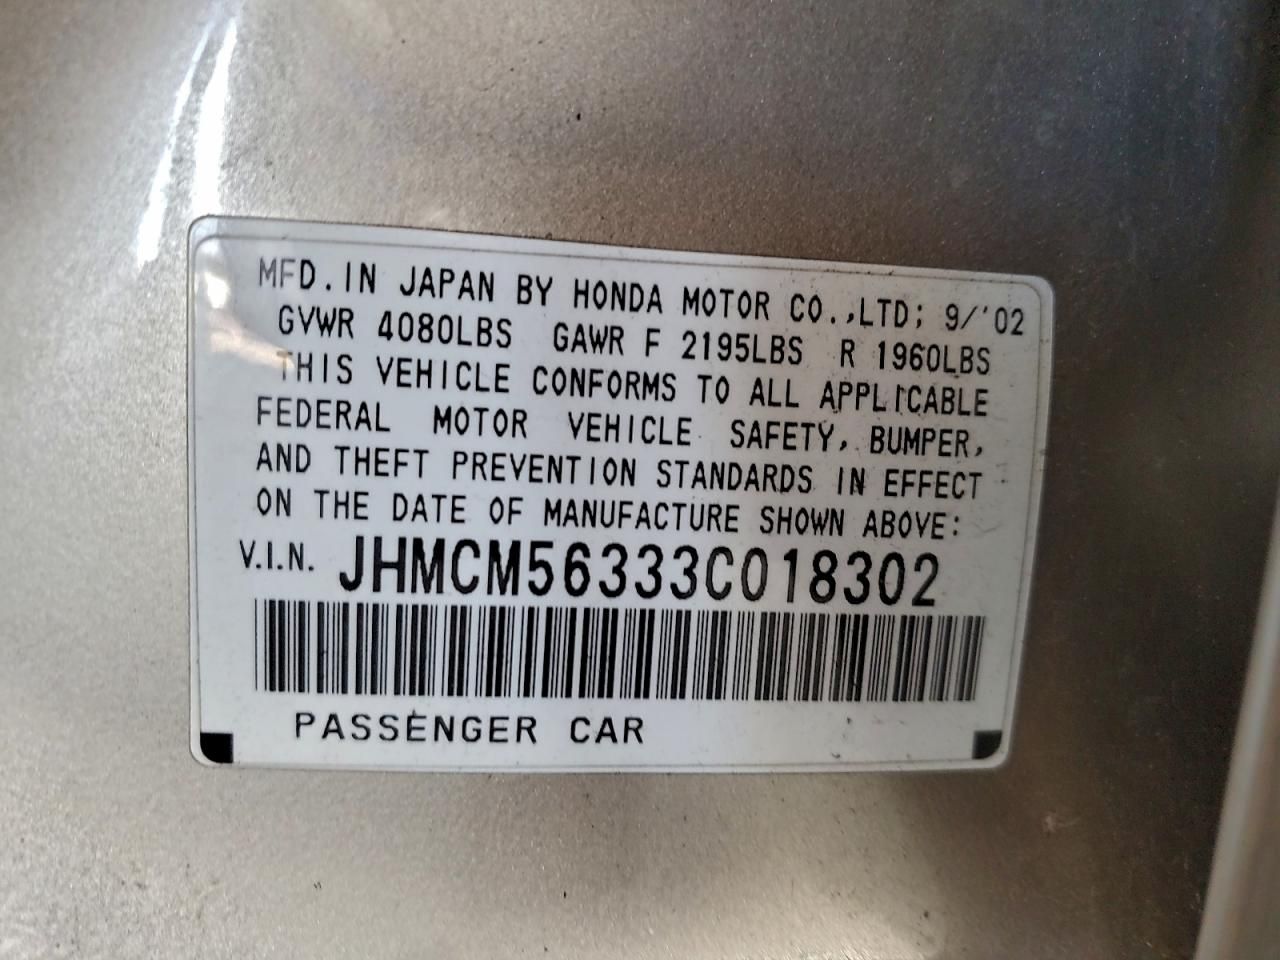 MFD. IN JAPAN BY HONDA MOTOR CO.,LTD; 9/'02
GVWR 4080LBS GAWR F 2195LBS R 1960LBS
THIS VEHICLE CONFORMS TO ALL APPLICABLE
FEDERAL MOTOR VEHICLE SAFETY, BUMPER,
AND THEFT PREVENTION STANDARDS IN EFFECT
ON THE DATE OF MANUFACTURE SHOWN ABOVE:
V.I.N. JHMCM56333C018302
PASSENGER CAR